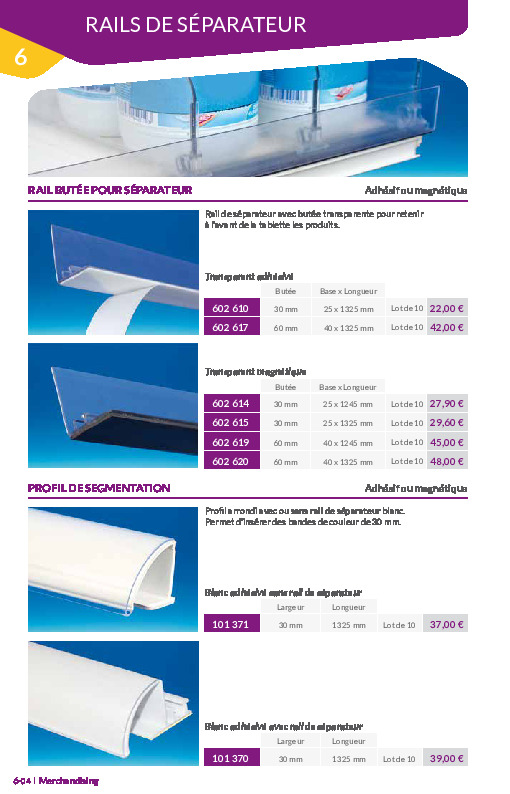 RAILS DE SÉPARATEUR
6
RAIL BUTÉE POUR SÉPARATEUR Adhésif ou magnétique
Rail de séparateur avec butée transparente pour retenir
à l'avant de la tablette les produits.
Transparent adhésif
Butée Base x Longueur
602 610 30 mm 25 x 1325 mm Lot de 10 22,00 €
602 617 60 mm 40 x 1325 mm Lot de 10 42,00 €
Transparent magnétique
Butée Base x Longueur
602 614 30 mm 25 x 1245 mm Lot de 10 27,90 €
602 615 30 mm 25 x 1325 mm Lot de 10 29,60 €
602 619 60 mm 40 x 1245 mm Lot de 10 45,00 €
602 620 60 mm 40 x 1325 mm Lot de 10 48,00 €
PROFIL DE SEGMENTATION Adhésif ou magnétique
Profil arrondi avec ou sans rail de séparateur blanc.
Permet d'insérer des bandes de couleur de 30 mm.
Blanc adhésif sans rail de séparateur
Largeur Longueur
101 371 30 mm 1325 mm Lot de 10 37,00 €
Blanc adhésif avec rail de séparateur
Largeur Longueur
101 370 30 mm 1325 mm Lot de 10 39,00 €
6-04 | Merchandising